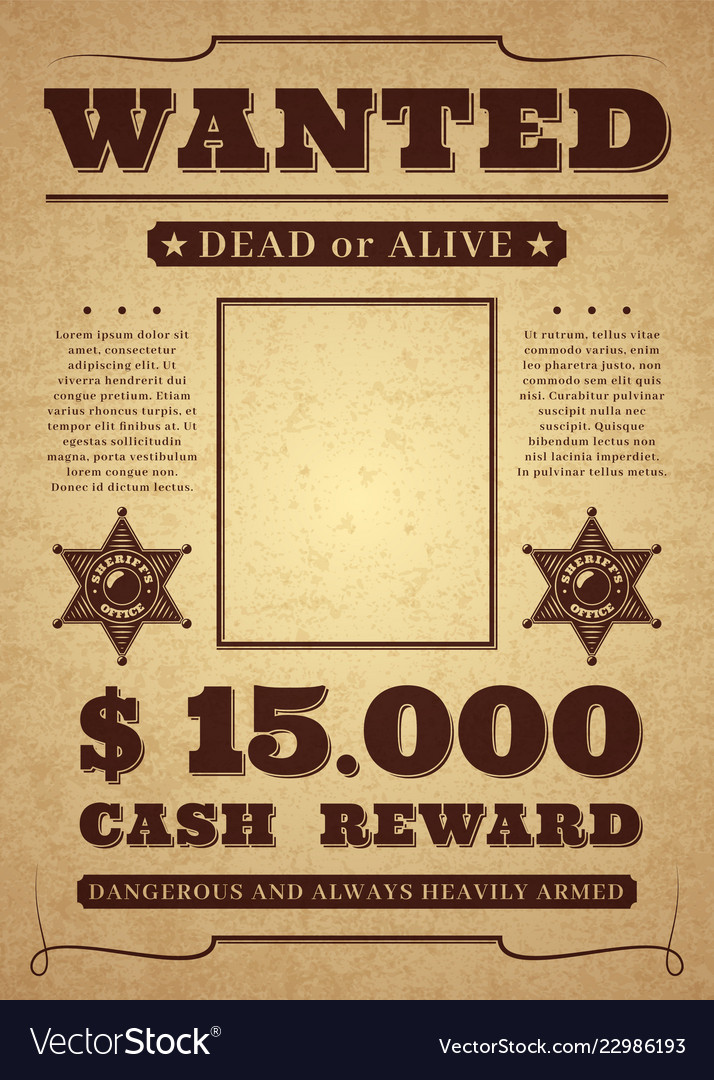 WANTED
★ DEAD or ALIVE ★
Lorem ipsum dolor sit
amet, consectetur
adipiscing elit. Ut
viverra hendrerit dui
congue pretium. Etiam
varius rhoncus turpis, et
tempor elit finibus at. Ut
egestas sollicitudin
magna, porta vestibulum
lorem congue non.
Donec id dictum lectus.
Ut rutrum, tellus vitae
commodo varius, enim
leo pharetra justo, non
commodo sem elit quis
nisi. Curabitur pulvinar
suscipit nulla nec
suscipit. Quisque
bibendum lectus non
nisl lacinia imperdiet.
In pulvinar tellus metus.
SHERIFF'S
OFFICE
SHERIFF'S
OFFICE
$ 15.000
CASH REWARD
DANGEROUS AND ALWAYS HEAVILY ARMED
VectorStock®
VectorStock.com/22986193